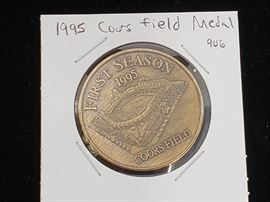 1995 Coors Field Medal
906
FIRST SEASON
1995
COORS FIELD